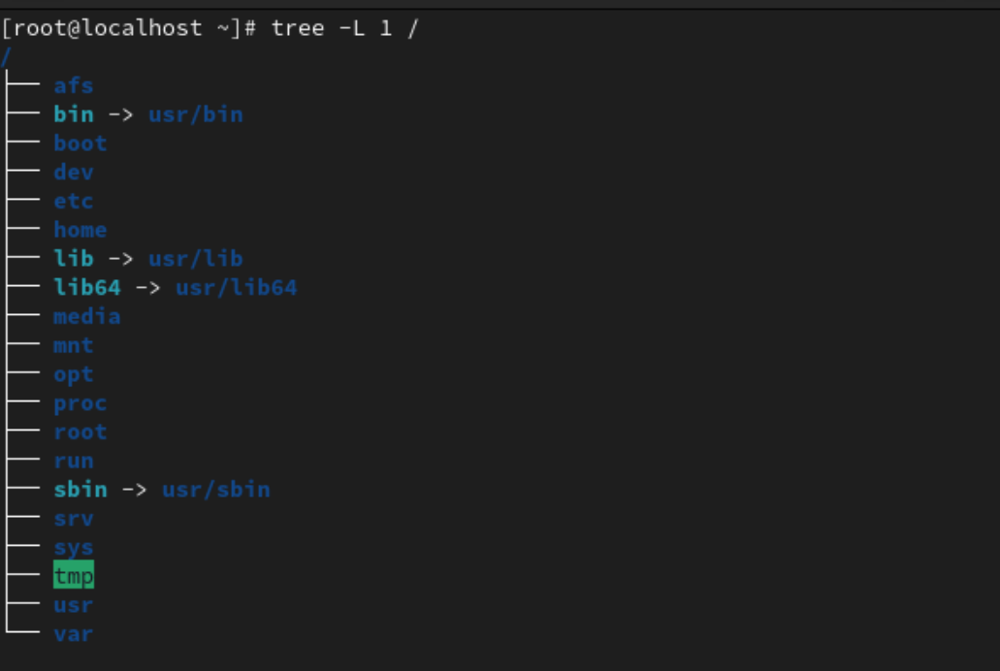 [root@localhost ~]# tree -L 1 /
/
├── afs
├── bin -> usr/bin
├── boot
├── dev
├── etc
├── home
├── lib -> usr/lib
├── lib64 -> usr/lib64
├── media
├── mnt
├── opt
├── proc
├── root
├── run
├── sbin -> usr/sbin
├── srv
├── sys
├── tmp
├── usr
└── var